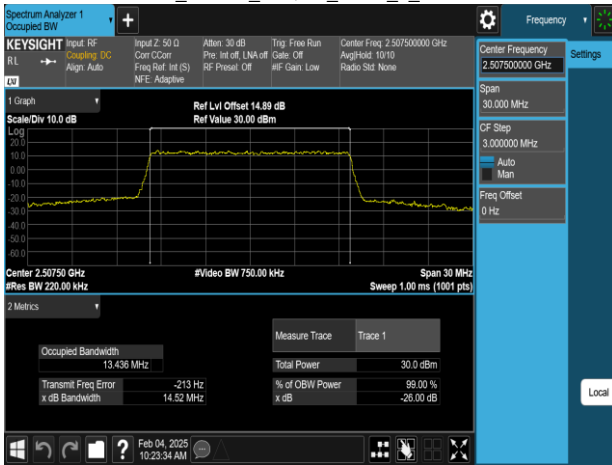 Spectrum Analyzer 1
Occupied BW
Frequency
KEYSIGHT
RL
LXI
Input: RF
Coupling: DC
Align: Auto
Input Z: 50 Ω
Corr CCorr
Freq Ref: Int (S)
NFE: Adaptive
Atten: 30 dB
Pre: Int off, LNA off
RF Presel: Off
Trig: Free Run
Gate: Off
#IF Gain: Low
Center Freq: 2.507500000 GHz
Avg|Hold: 10/10
Radio Std: None
Center Frequency
2.507500000 GHz
Settings
Span
30.000 MHz
CF Step
3.000000 MHz
Auto
Man
Freq Offset
0 Hz
Local
1 Graph
Scale/Div 10.0 dB
Ref Lvl Offset 14.89 dB
Ref Value 30.00 dBm
Log
20.0
10.0
0.00
-10.0
-20.0
-30.0
-40.0
-50.0
-60.0
Center 2.50750 GHz
#Res BW 220.00 kHz
#Video BW 750.00 kHz
Span 30 MHz
Sweep 1.00 ms (1001 pts)
2 Metrics
Measure Trace Trace 1
Occupied Bandwidth
13.436 MHz
Total Power 30.0 dBm
Transmit Freq Error -213 Hz
x dB Bandwidth 14.52 MHz
% of OBW Power 99.00 %
x dB -26.00 dB
Feb 04, 2025
10:23:34 AM